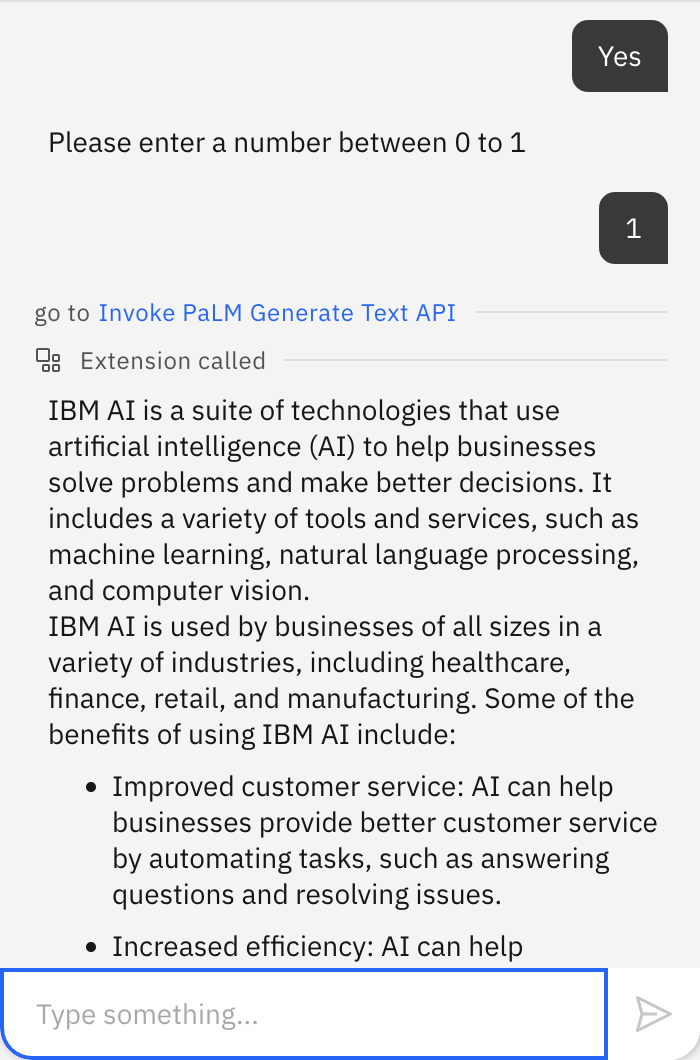 Yes
Please enter a number between 0 to 1
1
go to Invoke PaLM Generate Text API
Extension called
IBM AI is a suite of technologies that use
artificial intelligence (AI) to help businesses
solve problems and make better decisions. It
includes a variety of tools and services, such as
machine learning, natural language processing,
and computer vision.
IBM AI is used by businesses of all sizes in a
variety of industries, including healthcare,
finance, retail, and manufacturing. Some of the
benefits of using IBM AI include:
• Improved customer service: AI can help
businesses provide better customer service
by automating tasks, such as answering
questions and resolving issues.
• Increased efficiency: AI can help
Type something...